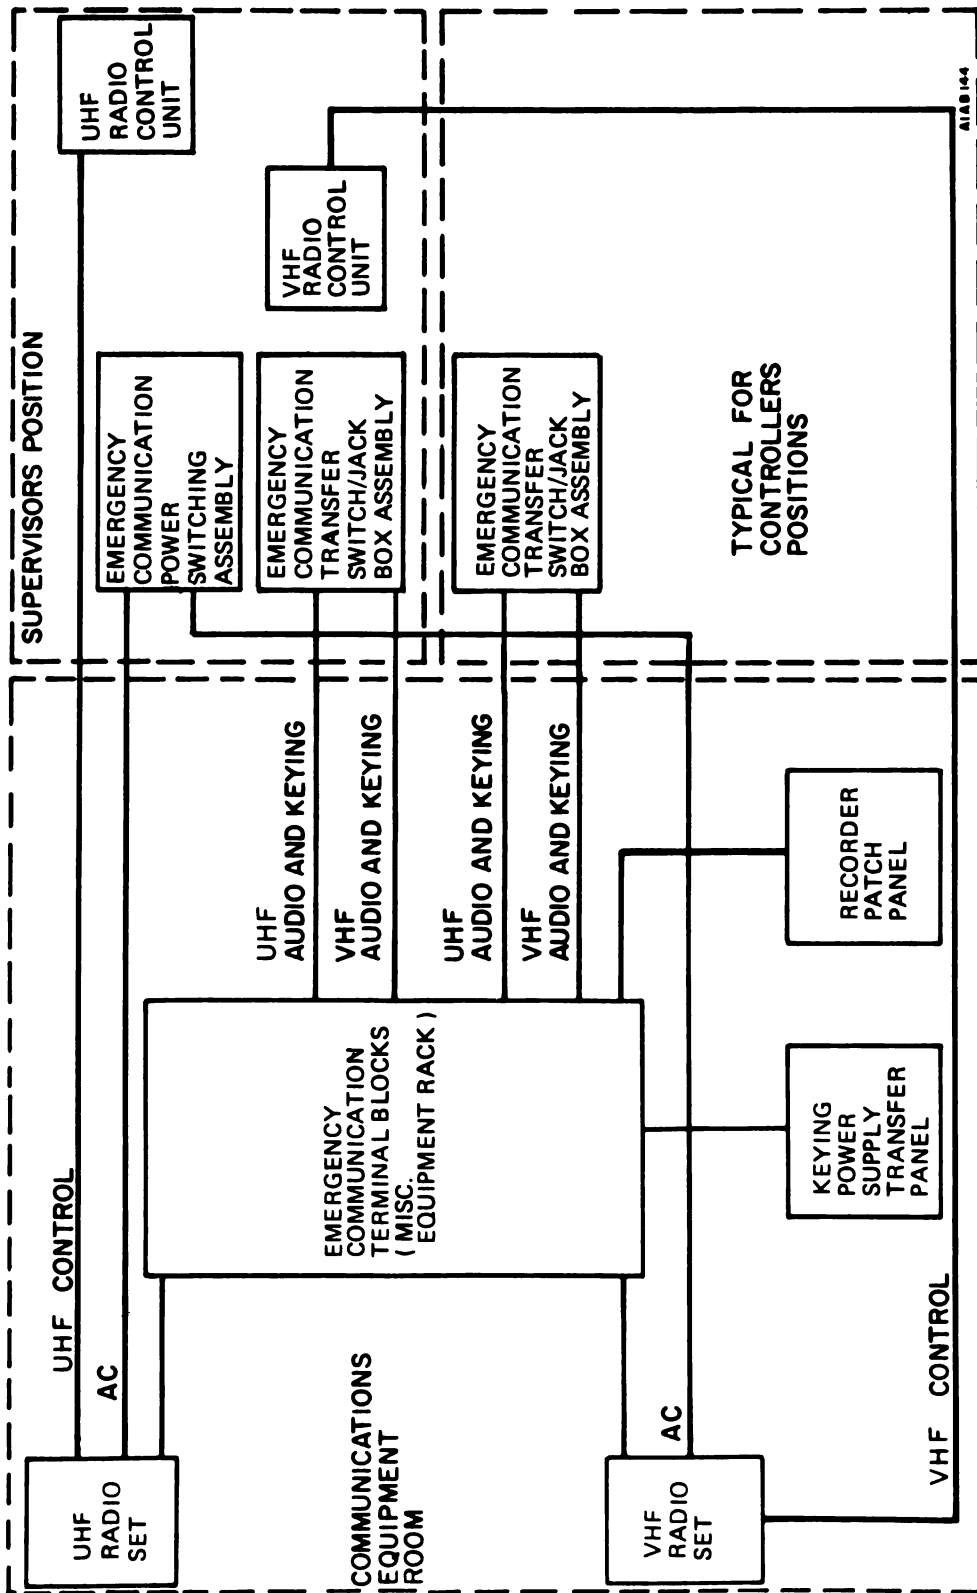 SUPERVISORS POSITION
UHF
RADIO
CONTROL
UNIT
VHF
RADIO
CONTROL
UNIT
EMERGENCY
COMMUNICATION
POWER
SWITCHING
ASSEMBLY
EMERGENCY
COMMUNICATION
TRANSFER
SWITCH/JACK
BOX ASSEMBLY
EMERGENCY
COMMUNICATION
TRANSFER
SWITCH/JACK
BOX ASSEMBLY
TYPICAL FOR
CONTROLLERS
POSITIONS
UHF CONTROL
AC
UHF
AUDIO AND KEYING
VHF
AUDIO AND KEYING
UHF
AUDIO AND KEYING
VHF
AUDIO AND KEYING
EMERGENCY
COMMUNICATION
TERMINAL BLOCKS
( MISC.
EQUIPMENT RACK )
UHF
RADIO
SET
COMMUNICATIONS
EQUIPMENT
ROOM
VHF
RADIO
SET
AC
VHF CONTROL
KEYING
POWER
SUPPLY
TRANSFER
PANEL
RECORDER
PATCH
PANEL
A1AB144